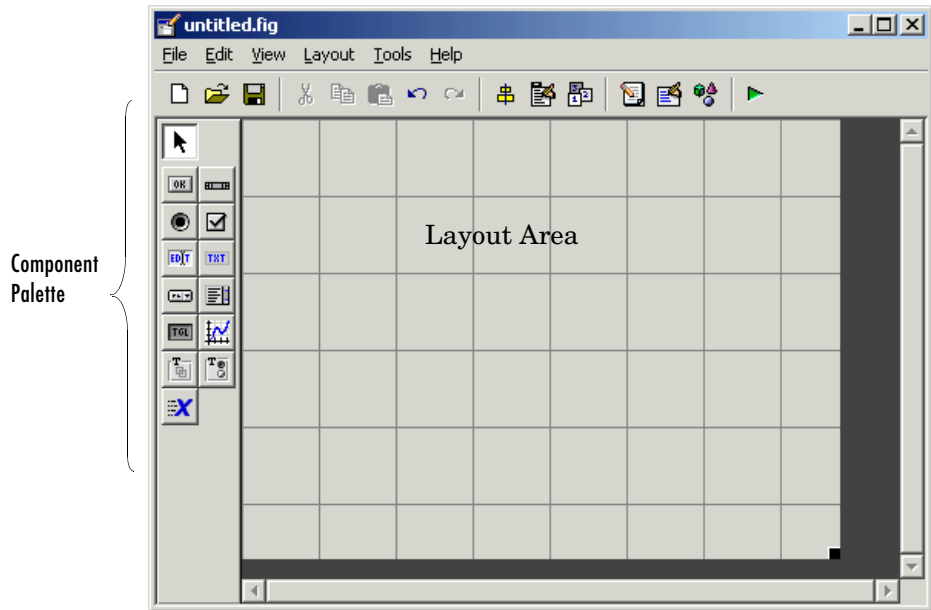 untitled.fig
File Edit View Layout Tools Help
OK
Layout Area
EDIT TXT
Component
Palette
TGL
T T
X